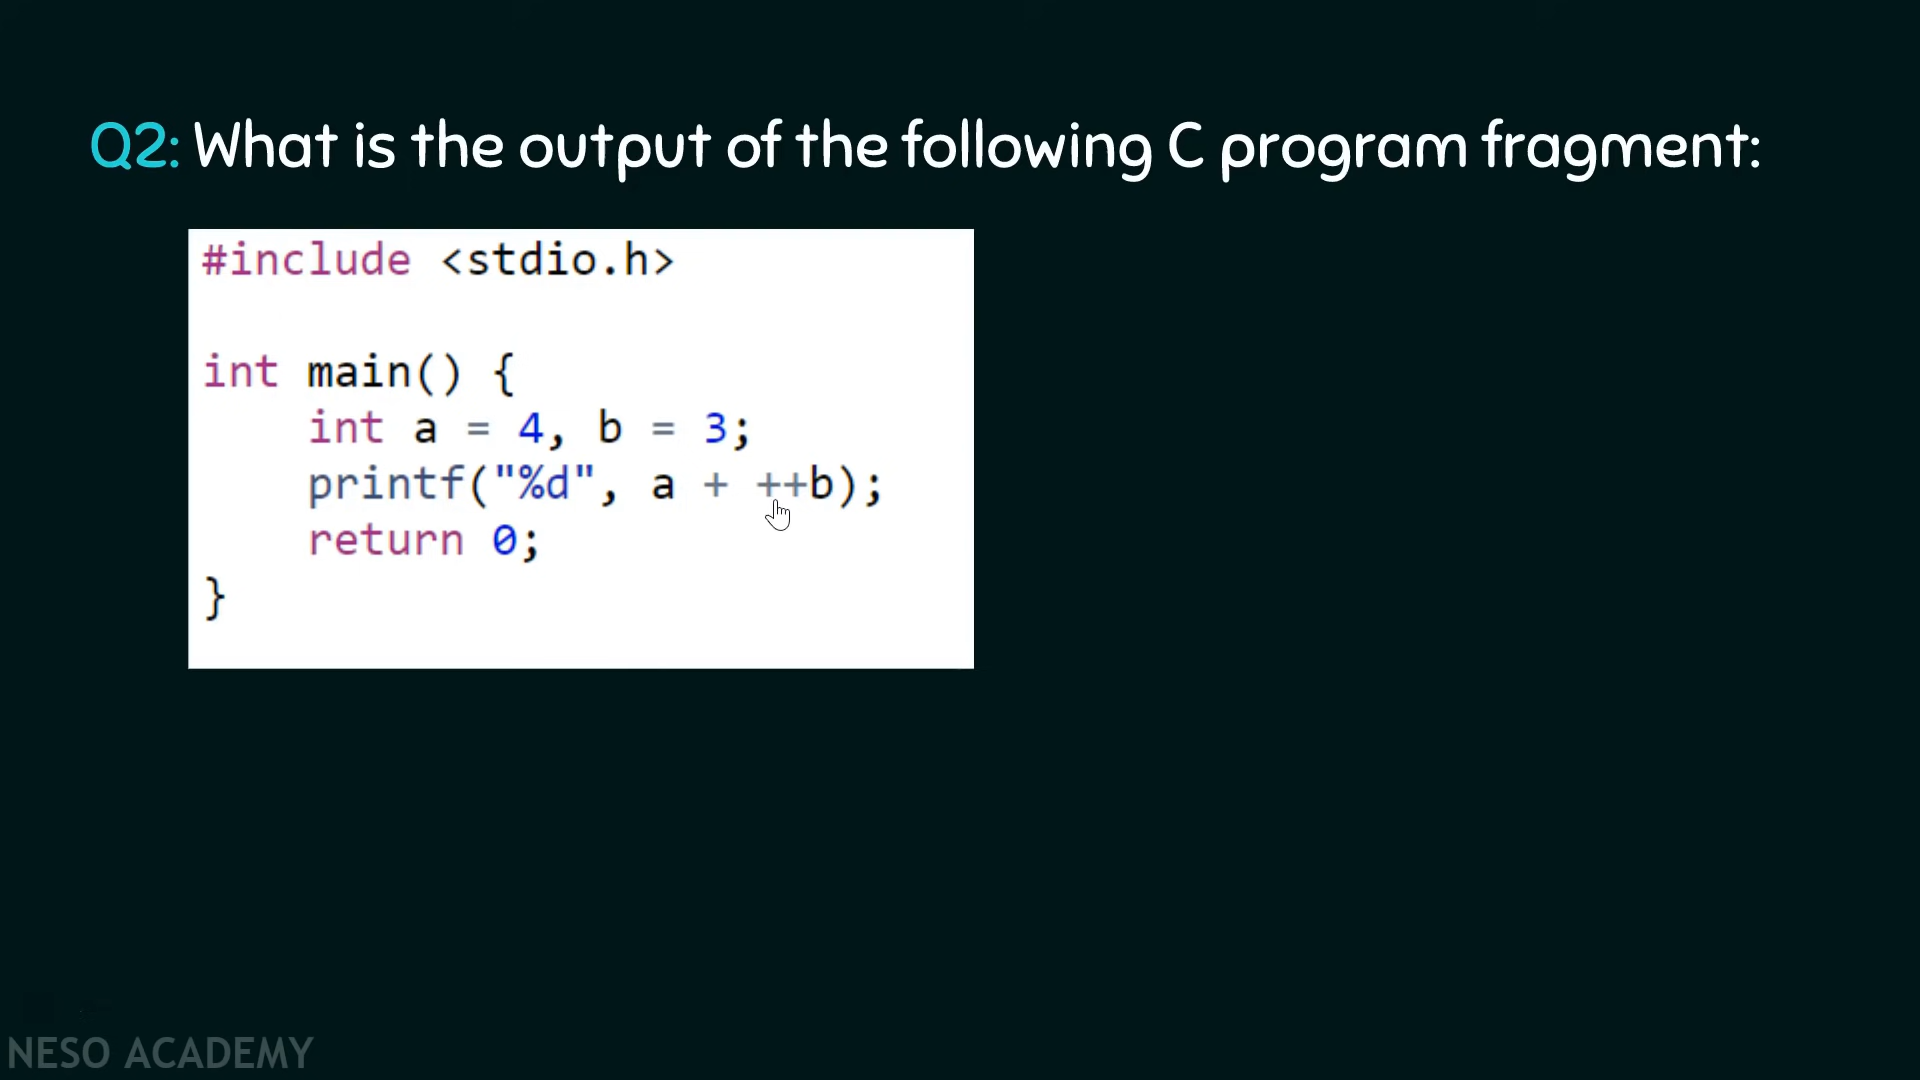 Q2: What is the output of the following C program fragment:
#include <stdio.h>
int main() {
int a = 4, b = 3;
printf("%d", a + ++b);
return 0;
}
NESO ACADEMY